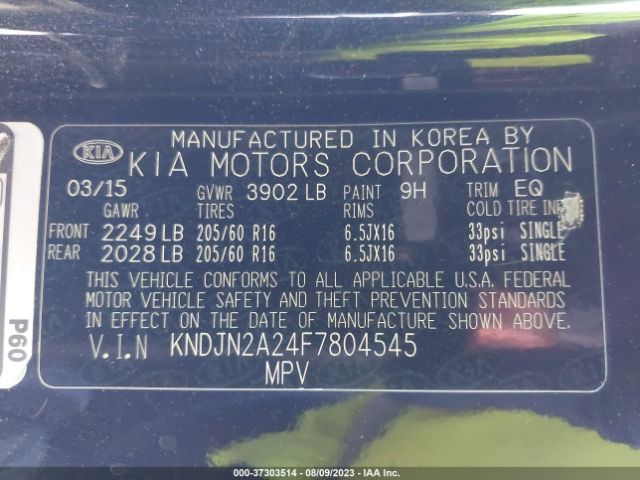 KIA
MANUFACTURED IN KOREA BY
KIA MOTORS CORPORATION
03/15 GVWR 3902 LB PAINT 9H TRIM EQ
GAWR TIRES RIMS COLD TIRE INF
FRONT 2249 LB 205/60 R16 6.5JX16 33psi SINGLE
REAR 2028 LB 205/60 R16 6.5JX16 33psi SINGLE
THIS VEHICLE CONFORMS TO ALL APPLICABLE U.S.A. FEDERAL
MOTOR VEHICLE SAFETY AND THEFT PREVENTION STANDARDS
IN EFFECT ON THE DATE OF MANUFACTURE SHOWN ABOVE.
V.I.N KNDJN2A24F7804545
MPV
P60
000-37303514 - 08/09/2023 - IAA Inc.